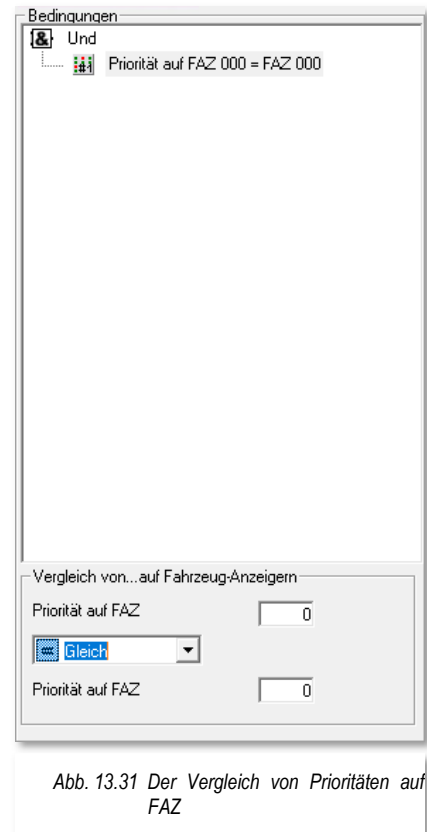 Bedingungen
& Und
#1 Priorität auf FAZ 000 = FAZ 000
Vergleich von...auf Fahrzeug-Anzeigern
Priorität auf FAZ 0
Gleich
Priorität auf FAZ 0
Abb. 13.31 Der Vergleich von Prioritäten auf
FAZ